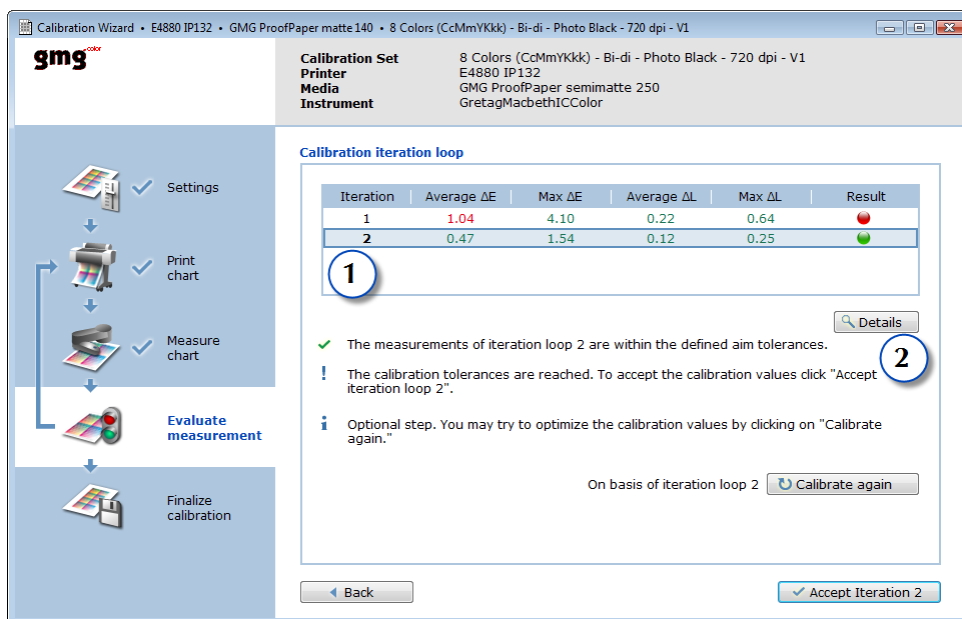 Calibration Wizard • E4880 IP132 • GMG ProofPaper matte 140 • 8 Colors (CcMmYKkk) - Bi-di - Photo Black - 720 dpi - V1
gmg color
Calibration Set 8 Colors (CcMmYKkk) - Bi-di - Photo Black - 720 dpi - V1
Printer E4880 IP132
Media GMG ProofPaper semimatte 250
Instrument GretagMacbethICColor
Settings
Print
chart
Measure
chart
Evaluate
measurement
Finalize
calibration
Calibration iteration loop
Iteration Average ΔE Max ΔE Average ΔL Max ΔL Result
1 1.04 4.10 0.22 0.64
2 0.47 1.54 0.12 0.25
1
Details
2
The measurements of iteration loop 2 are within the defined aim tolerances.
! The calibration tolerances are reached. To accept the calibration values click "Accept
iteration loop 2".
i Optional step. You may try to optimize the calibration values by clicking on "Calibrate
again."
On basis of iteration loop 2 Calibrate again
Back
Accept Iteration 2